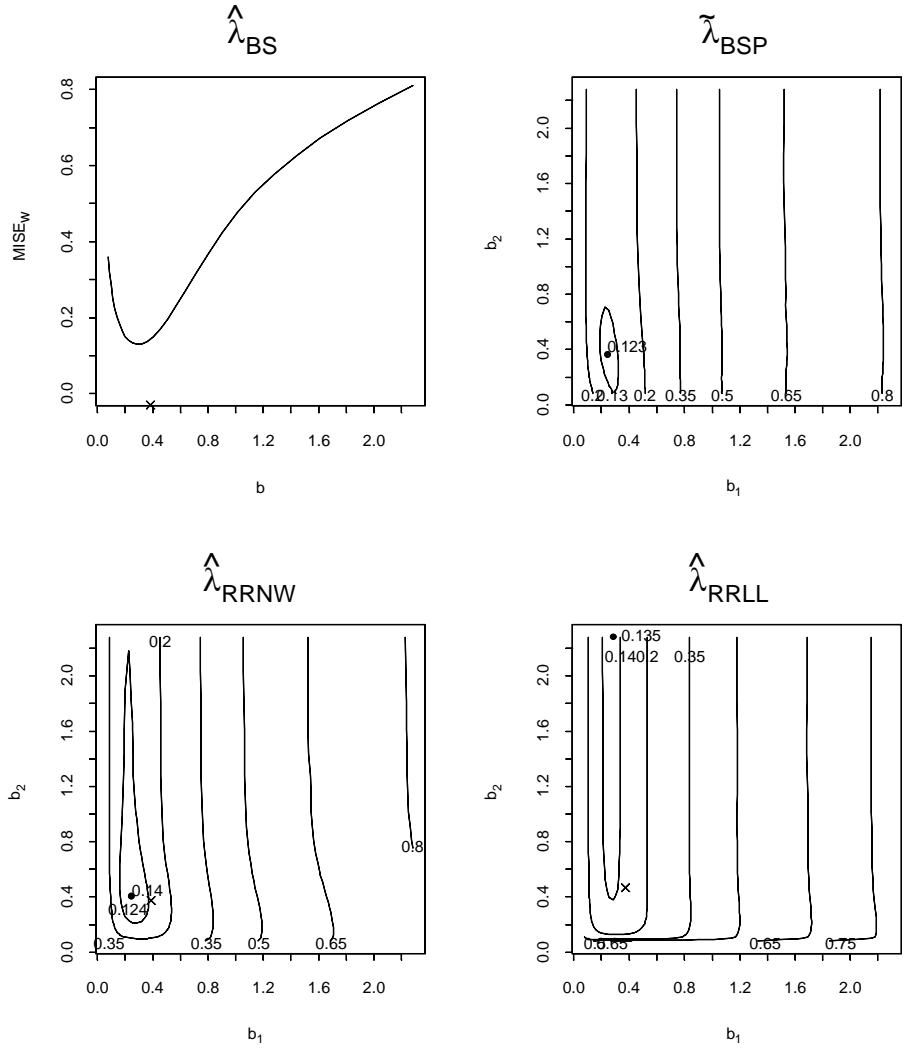 λ̂BS
λ̃BSP
MISEW
0.0 0.2 0.4 0.6 0.8
0.0 0.4 0.8 1.2 1.6 2.0
b
b2
0.0 0.4 0.8 1.2 1.6 2.0
0.123
0.13 0.2 0.35 0.5 0.65 0.8
0.0 0.4 0.8 1.2 1.6 2.0
b1
λ̂RRNW
λ̂RRLL
b2
0.0 0.4 0.8 1.2 1.6 2.0
0.2
0.8
0.14
0.124
0.35 0.35 0.5 0.65
0.0 0.4 0.8 1.2 1.6 2.0
b1
b2
0.0 0.4 0.8 1.2 1.6 2.0
0.135
0.14 0.2 0.35
0.65 0.65 0.75
0.0 0.4 0.8 1.2 1.6 2.0
b1